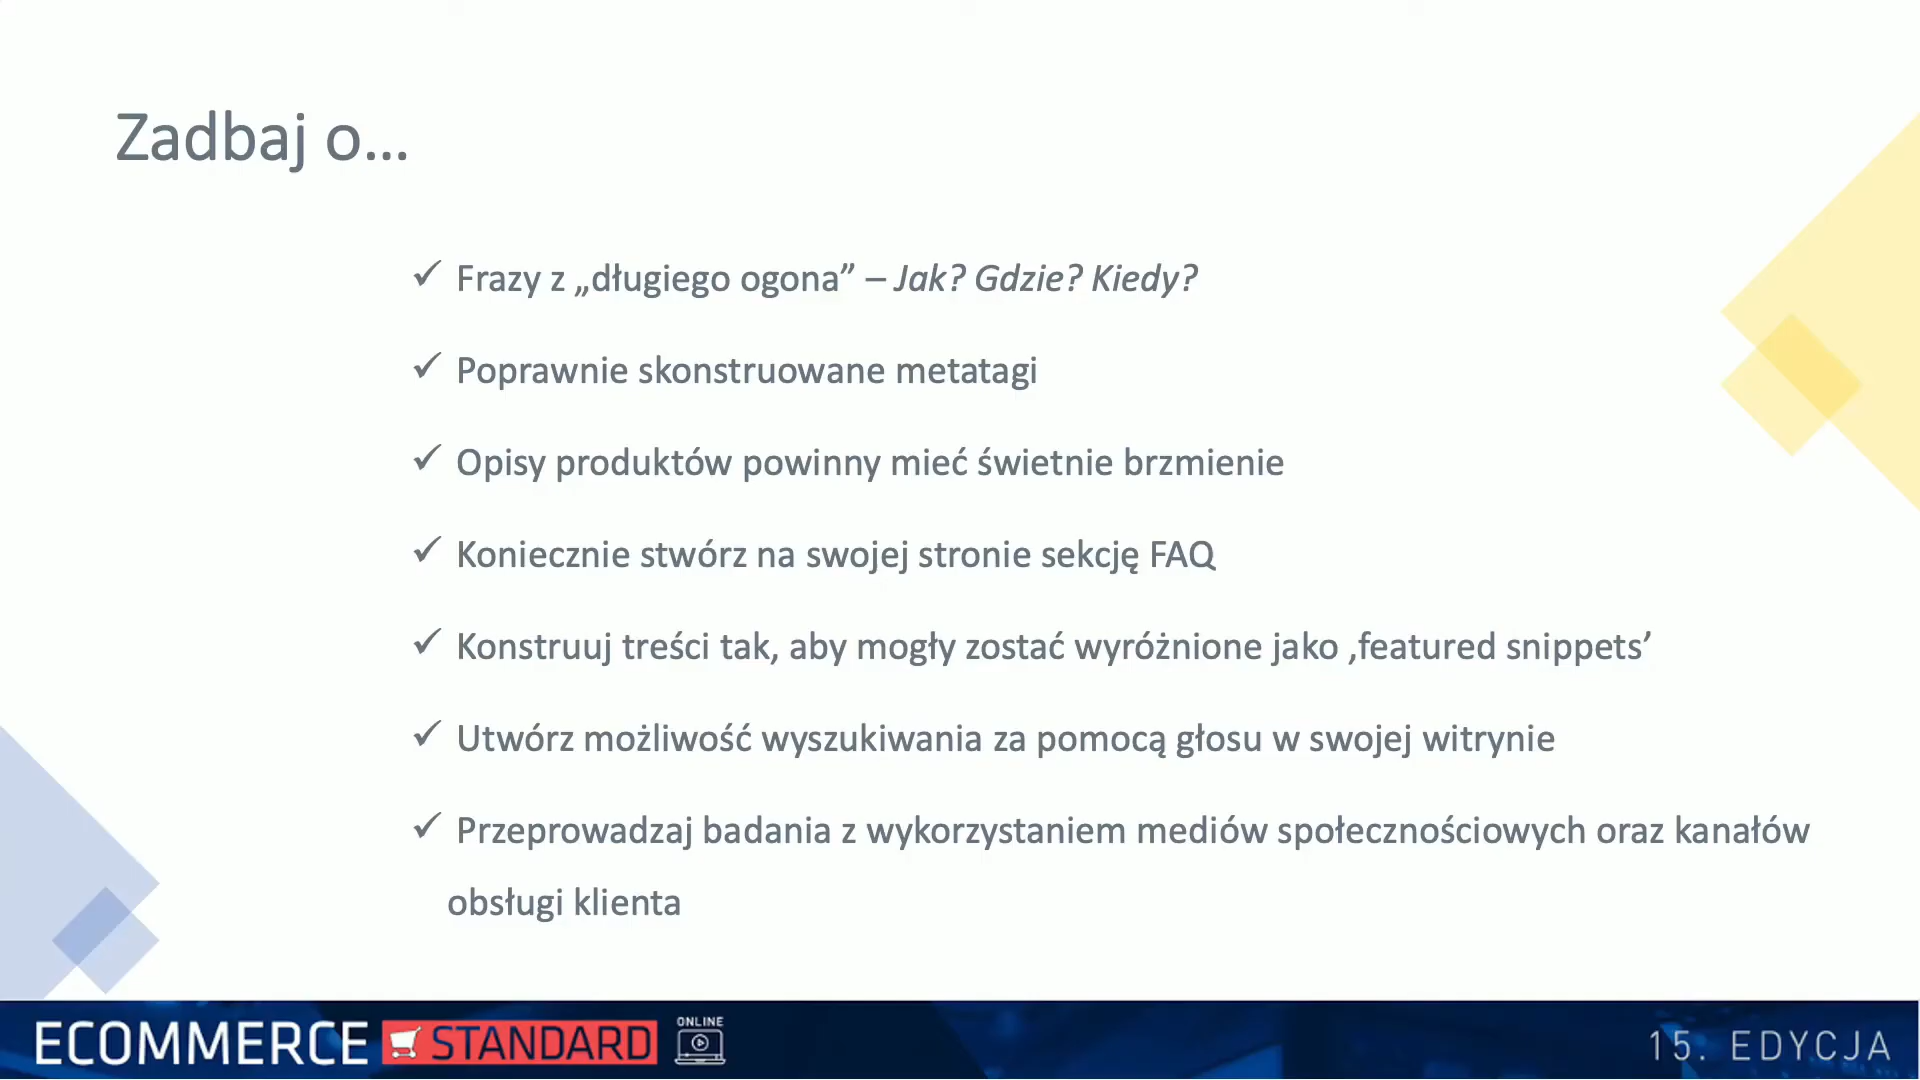 Zadbaj o...
✓ Frazy z „długiego ogona” – Jak? Gdzie? Kiedy?
✓ Poprawnie skonstruowane metatagi
✓ Opisy produktów powinny mieć świetnie brzmienie
✓ Koniecznie stwórz na swojej stronie sekcję FAQ
✓ Konstruuj treści tak, aby mogły zostać wyróżnione jako ‚featured snippets’
✓ Utwórz możliwość wyszukiwania za pomocą głosu w swojej witrynie
✓ Przeprowadzaj badania z wykorzystaniem mediów społecznościowych oraz kanałów
obsługi klienta
ECOMMERCE STANDARD ONLINE
15. EDYCJA